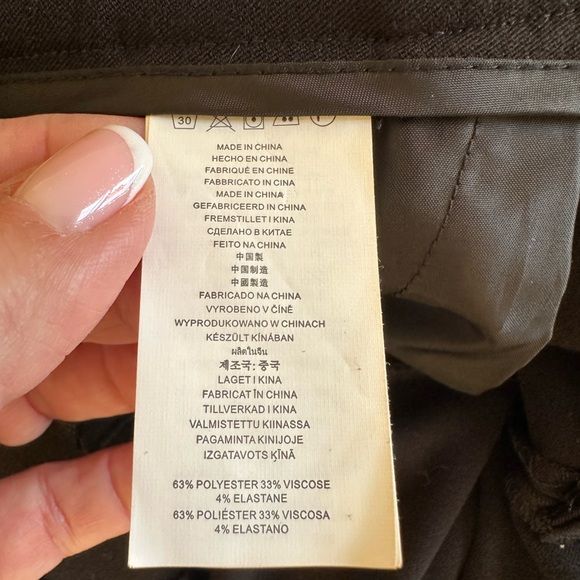 30
MADE IN CHINA
HECHO EN CHINA
FABRIQUÉ EN CHINE
FABBRICATO IN CINA
MADE IN CHINA
GEFABRICEERD IN CHINA
FREMSTILLET I KINA
СДЕЛАНО В КИТАЕ
FEITO NA CHINA
中国製
中国制造
中國製造
FABRICADO NA CHINA
VYROBENO V ČÍNĚ
WYPRODUKOWANO W CHINACH
KÉSZÜLT KÍNÁBAN
ผลิตในจีน
제조국: 중국
LAGET I KINA
FABRICAT ÎN CHINA
TILLVERKAD I KINA
VALMISTETTU KIINASSA
PAGAMINTA KINIJOJE
IZGATAVOTS ĶĪNĀ
63% POLYESTER 33% VISCOSE
4% ELASTANE
63% POLIÉSTER 33% VISCOSA
4% ELASTANO